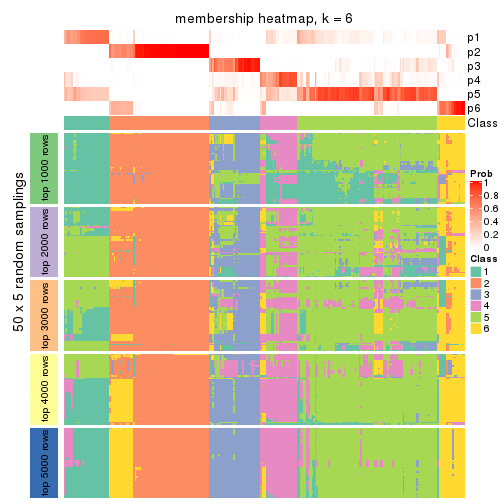 membership heatmap, k = 6
p1
p2
p3
p4
p5
p6
Class
50 x 5 random samplings
top 1000 rows
top 2000 rows
top 3000 rows
top 4000 rows
top 5000 rows
Prob
1
0.8
0.6
0.4
0.2
0
Class
1
2
3
4
5
6